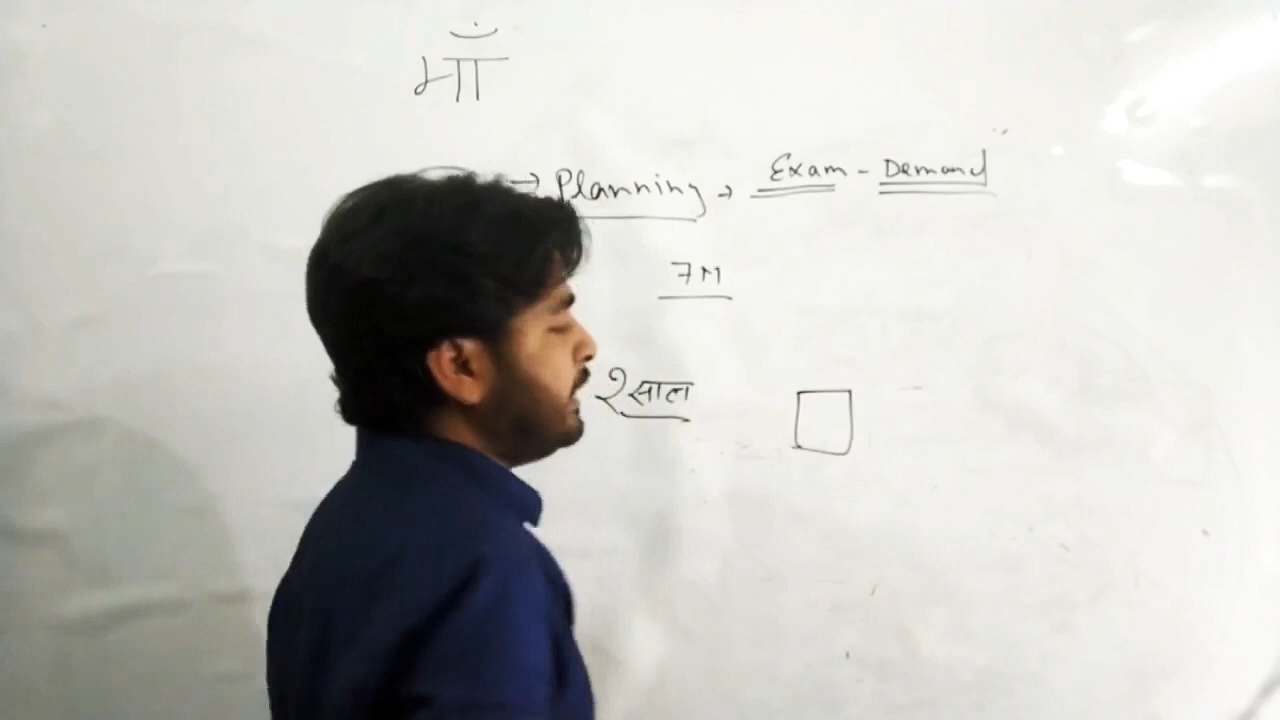 माँ
→ Planning → Exam - Demand
7M
2साल